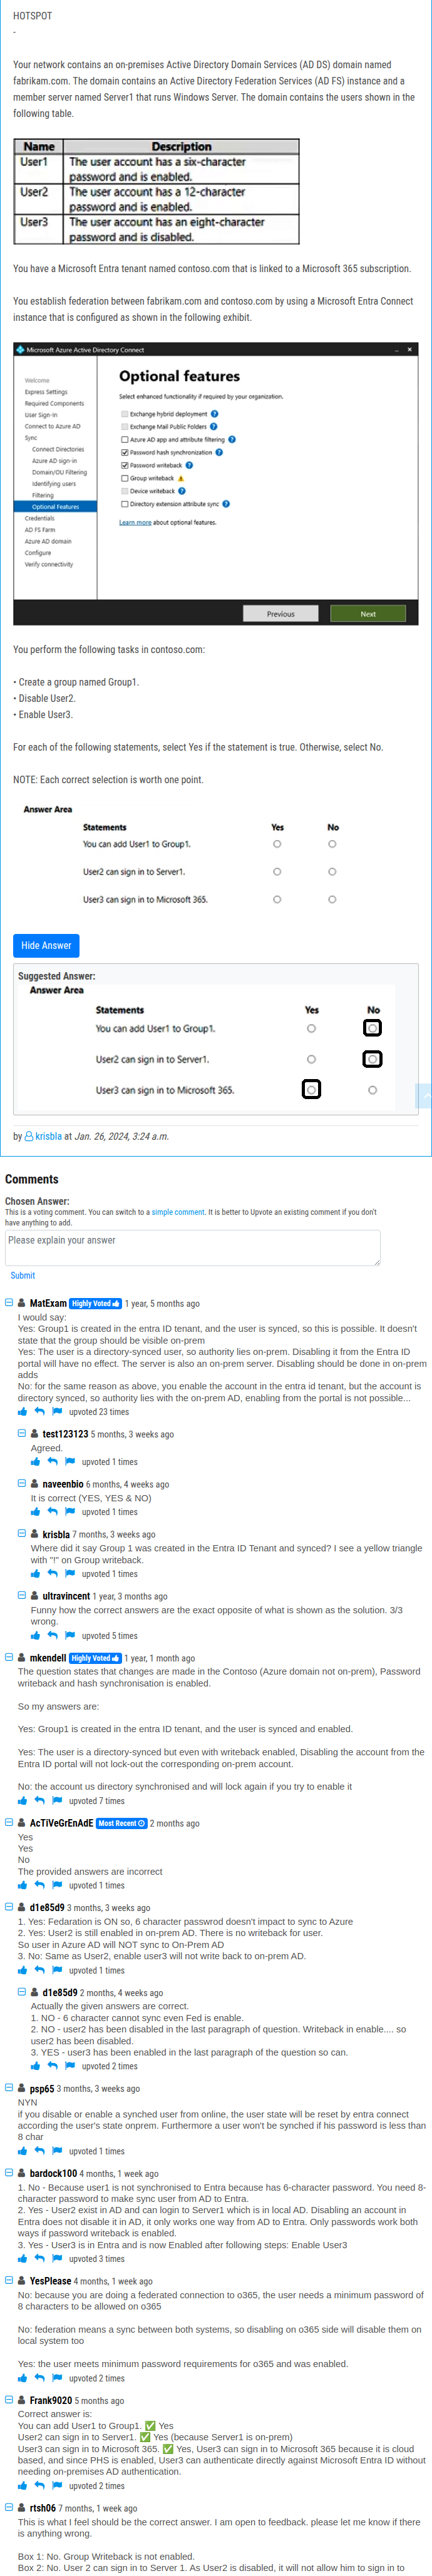 HOTSPOT
-
Your network contains an on-premises Active Directory Domain Services (AD DS) domain named
fabrikam.com. The domain contains an Active Directory Federation Services (AD FS) instance and a
member server named Server1 that runs Windows Server. The domain contains the users shown in the
following table.
Name Description
User1 The user account has a six-character
password and is enabled.
User2 The user account has a 12-character
password and is enabled.
User3 The user account has an eight-character
password and is disabled.
You have a Microsoft Entra tenant named contoso.com that is linked to a Microsoft 365 subscription.
You establish federation between fabrikam.com and contoso.com by using a Microsoft Entra Connect
instance that is configured as shown in the following exhibit.
Microsoft Azure Active Directory Connect
Welcome
Express Settings
Required Components
User Sign-In
Connect to Azure AD
Sync
Connect Directories
Azure AD sign-in
Domain/OU Filtering
Identifying users
Filtering
Optional Features
Credentials
AD FS Farm
Azure AD domain
Configure
Verify connectivity
Optional features
Select enhanced functionality if required by your organization.
Exchange hybrid deployment ?
Exchange Mail Public Folders ?
Azure AD app and attribute filtering ?
Password hash synchronization ?
Password writeback ?
Group writeback
Device writeback ?
Directory extension attribute sync ?
Learn more about optional features.
Previous Next
You perform the following tasks in contoso.com:
• Create a group named Group1.
• Disable User2.
• Enable User3.
For each of the following statements, select Yes if the statement is true. Otherwise, select No.
NOTE: Each correct selection is worth one point.
Answer Area
Statements Yes No
You can add User1 to Group1.
User2 can sign in to Server1.
User3 can sign in to Microsoft 365.
Hide Answer
Suggested Answer:
Answer Area
Statements Yes No
You can add User1 to Group1.
User2 can sign in to Server1.
User3 can sign in to Microsoft 365.
by krisbla at Jan. 26, 2024, 3:24 a.m.
Comments
Chosen Answer:
This is a voting comment. You can switch to a simple comment. It is better to Upvote an existing comment if you don't
have anything to add.
Please explain your answer
Submit
MatExam Highly Voted 1 year, 5 months ago
I would say:
Yes: Group1 is created in the entra ID tenant, and the user is synced, so this is possible. It doesn't
state that the group should be visible on-prem
Yes: The user is a directory-synced user, so authority lies on-prem. Disabling it from the Entra ID
portal will have no effect. The server is also an on-prem server. Disabling should be done in on-prem
adds
No: for the same reason as above, you enable the account in the entra id tenant, but the account is
directory synced, so authority lies with the on-prem AD, enabling from the portal is not possible...
upvoted 23 times
test123123 5 months, 3 weeks ago
Agreed.
upvoted 1 times
naveenbio 6 months, 4 weeks ago
It is correct (YES, YES & NO)
upvoted 1 times
krisbla 7 months, 3 weeks ago
Where did it say Group 1 was created in the Entra ID Tenant and synced? I see a yellow triangle
with "!" on Group writeback.
upvoted 1 times
ultravincent 1 year, 3 months ago
Funny how the correct answers are the exact opposite of what is shown as the solution. 3/3
wrong.
upvoted 5 times
mkendell Highly Voted 1 year, 1 month ago
The question states that changes are made in the Contoso (Azure domain not on-prem), Password
writeback and hash synchronisation is enabled.
So my answers are:
Yes: Group1 is created in the entra ID tenant, and the user is synced and enabled.
Yes: The user is a directory-synced but even with writeback enabled, Disabling the account from the
Entra ID portal will not lock-out the corresponding on-prem account.
No: the account us directory synchronised and will lock again if you try to enable it
upvoted 7 times
AcTiVeGrEnAdE Most Recent 2 months ago
Yes
Yes
No
The provided answers are incorrect
upvoted 1 times
d1e85d9 3 months, 3 weeks ago
1. Yes: Fedaration is ON so, 6 character passwrod doesn't impact to sync to Azure
2. Yes: User2 is still enabled in on-prem AD. There is no writeback for user.
So user in Azure AD will NOT sync to On-Prem AD
3. No: Same as User2, enable user3 will not write back to on-prem AD.
upvoted 1 times
d1e85d9 2 months, 4 weeks ago
Actually the given answers are correct.
1. NO - 6 character cannot sync even Fed is enable.
2. NO - user2 has been disabled in the last paragraph of question. Writeback in enable.... so
user2 has been disabled.
3. YES - user3 has been enabled in the last paragraph of the question so can.
upvoted 2 times
psp65 3 months, 3 weeks ago
NYN
if you disable or enable a synched user from online, the user state will be reset by entra connect
according the user's state onprem. Furthermore a user won't be synched if his password is less than
8 char
upvoted 1 times
bardock100 4 months, 1 week ago
1. No - Because user1 is not synchronised to Entra because has 6-character password. You need 8-
character password to make sync user from AD to Entra.
2. Yes - User2 exist in AD and can login to Server1 which is in local AD. Disabling an account in
Entra does not disable it in AD, it only works one way from AD to Entra. Only passwords work both
ways if password writeback is enabled.
3. Yes - User3 is in Entra and is now Enabled after following steps: Enable User3
upvoted 3 times
YesPlease 4 months, 1 week ago
No: because you are doing a federated connection to o365, the user needs a minimum password of
8 characters to be allowed on o365
No: federation means a sync between both systems, so disabling on o365 side will disable them on
local system too
Yes: the user meets minimum password requirements for o365 and was enabled.
upvoted 2 times
Frank9020 5 months ago
Correct answer is:
You can add User1 to Group1. ✅ Yes
User2 can sign in to Server1. ✅ Yes (because Server1 is on-prem)
User3 can sign in to Microsoft 365. ✅ Yes, User3 can sign in to Microsoft 365 because it is cloud
based, and since PHS is enabled, User3 can authenticate directly against Microsoft Entra ID without
needing on-premises AD authentication.
upvoted 2 times
rtsh06 7 months, 1 week ago
This is what I feel should be the correct answer. I am open to feedback. please let me know if there
is anything wrong.
Box 1: No. Group Writeback is not enabled.
Box 2: No. User 2 can sign in to Server 1. As User2 is disabled, it will not allow him to sign in to